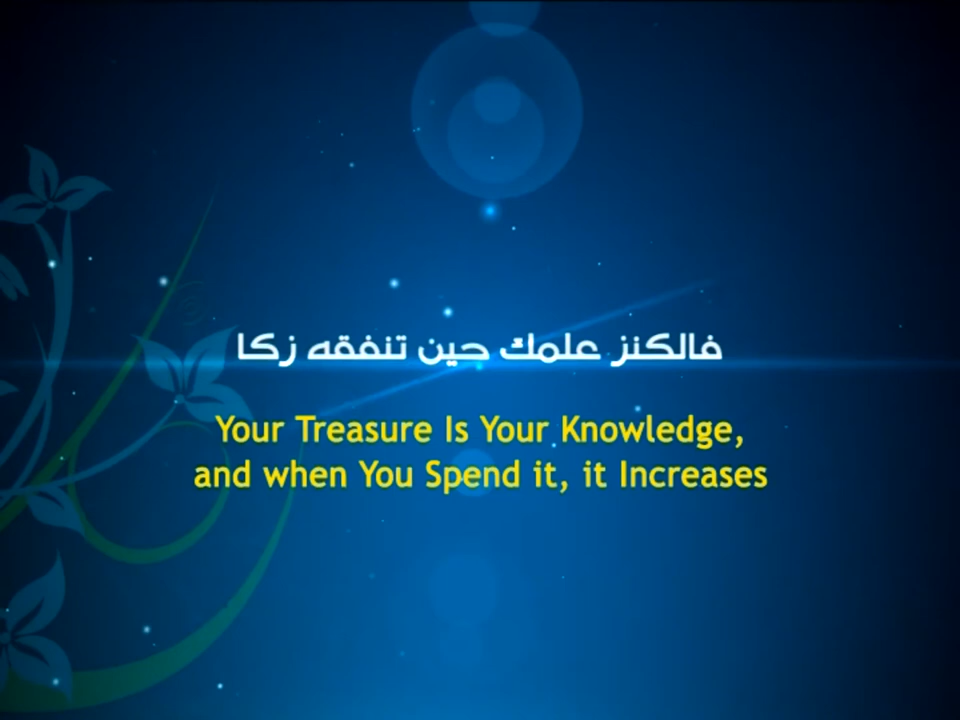 فالكنز علمك حين تنفقه زكا
Your Treasure Is Your Knowledge,
and when You Spend it, it Increases